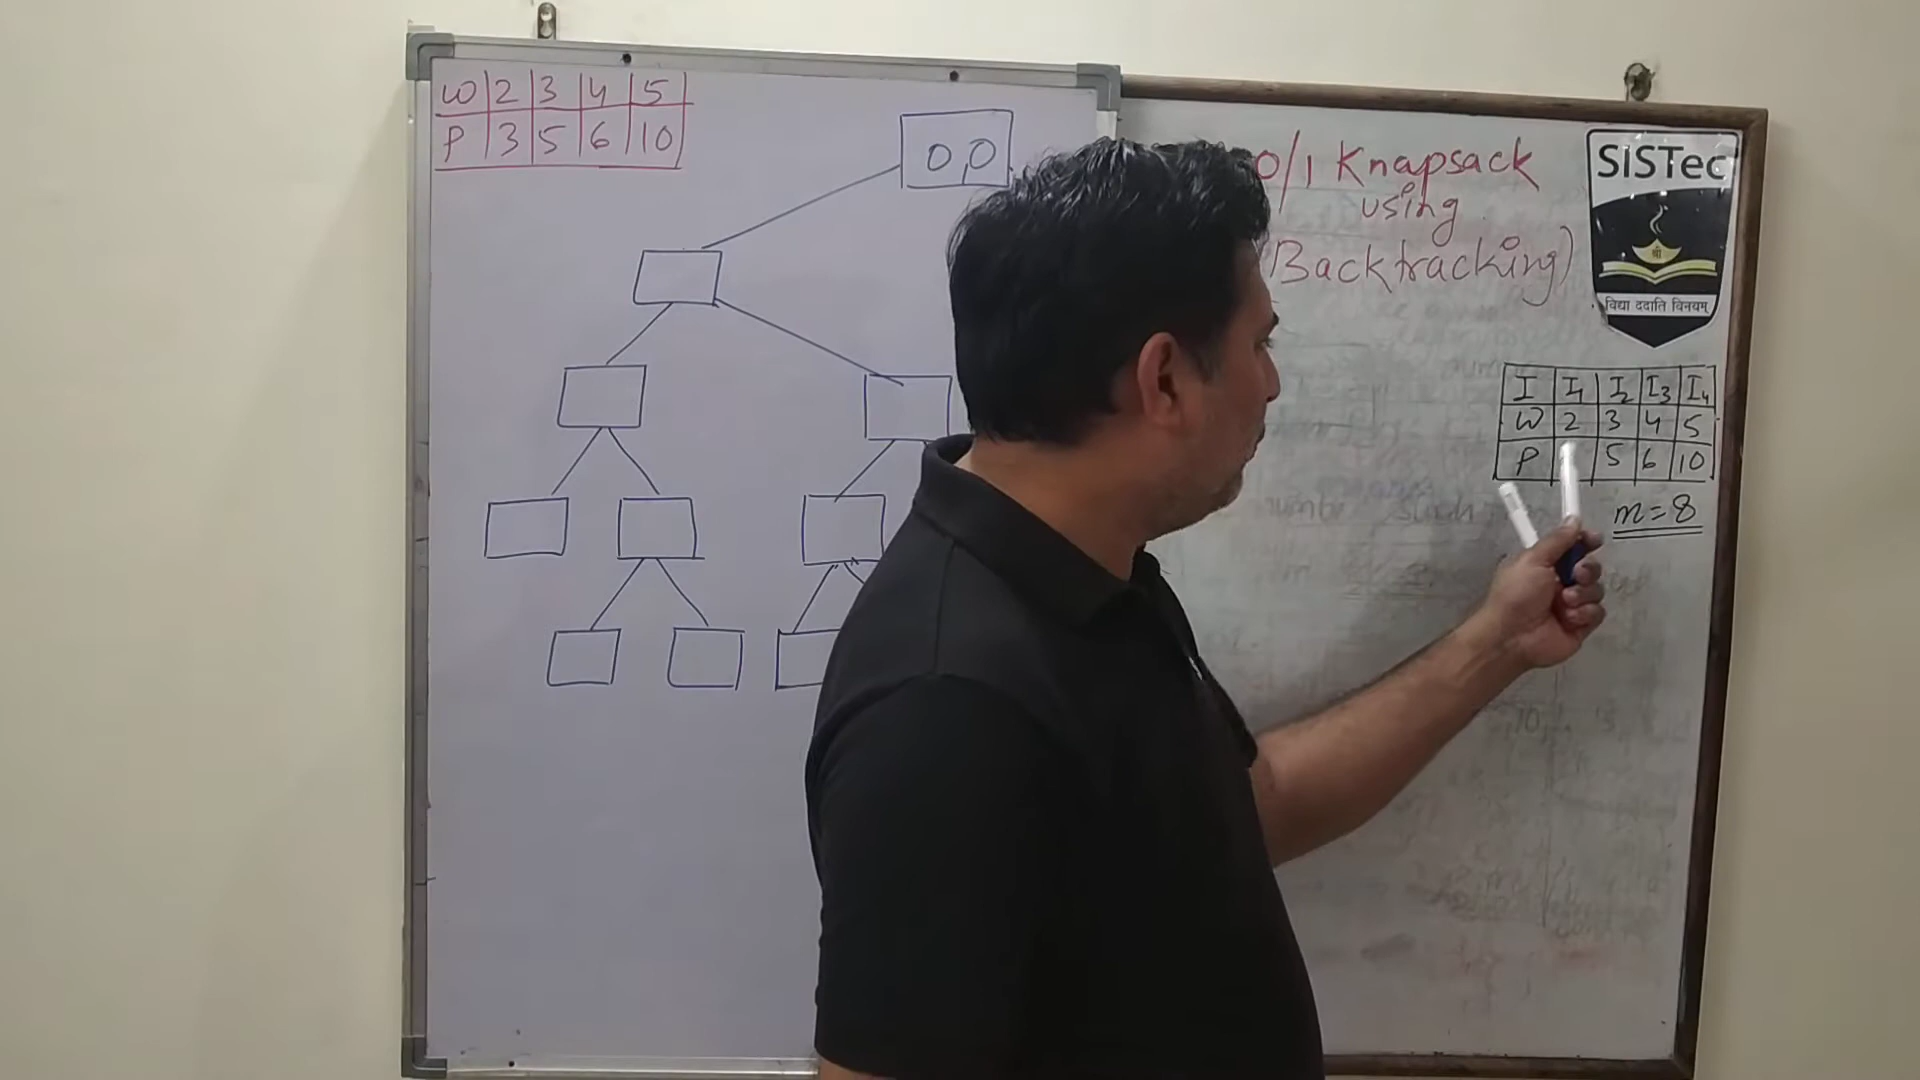 W 2 3 4 5
P 3 5 6 10
0,0
0/1 Knapsack
using
(Backtracking)
SISTec
श्री
विद्या ददाति विनयम्
I I1 I2 I3 I4
W 2 3 4 5
P 5 6 10
m=8